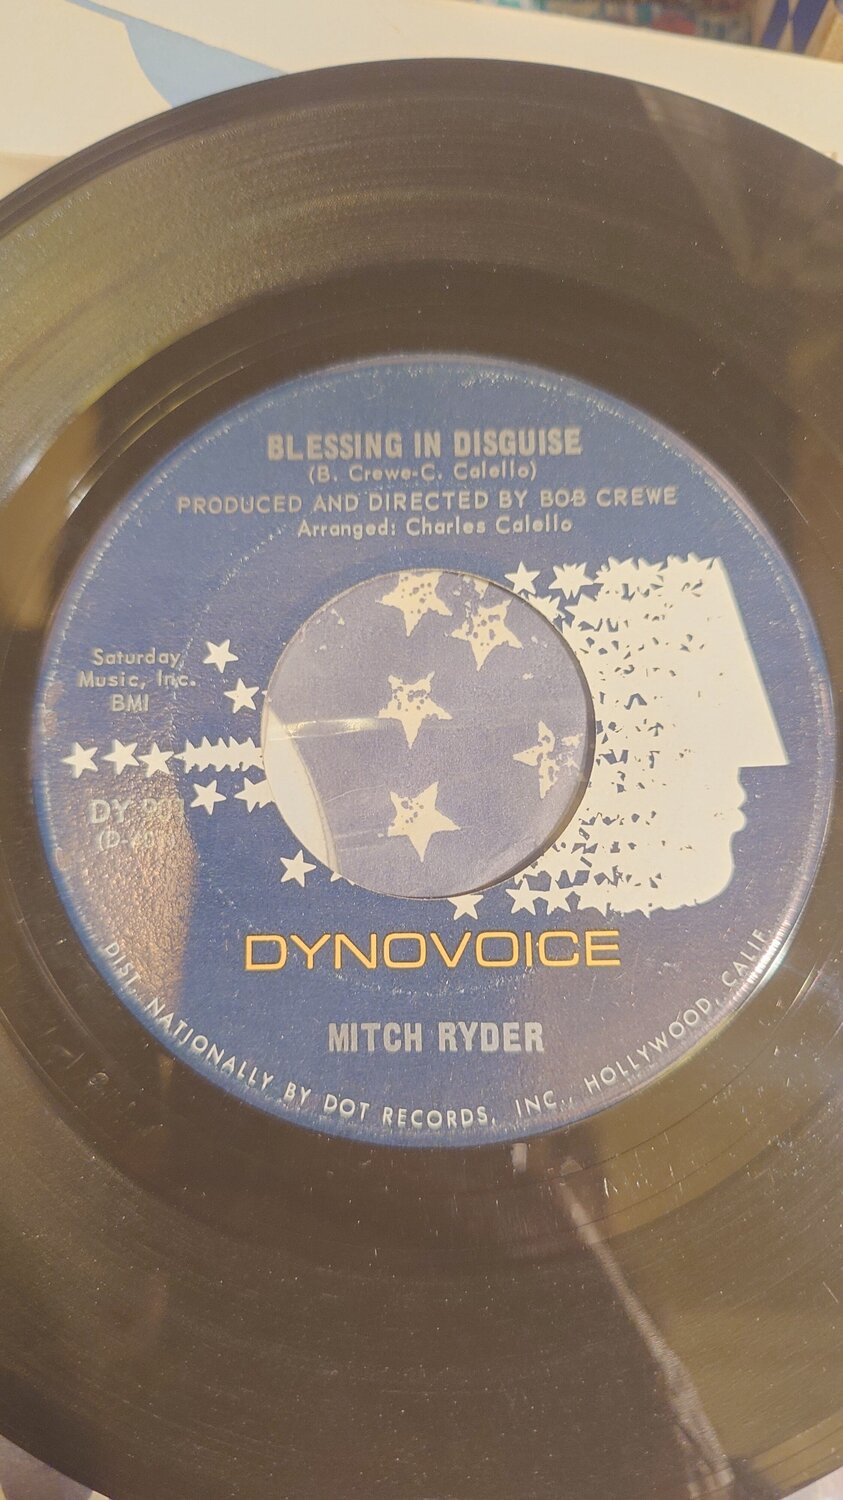 BLESSING IN DISGUISE
(B. Crewe-C. Calello)
PRODUCED AND DIRECTED BY BOB CREWE
Arranged: Charles Calello
Saturday
Music, Inc.
BMI
DY
DYNOVOICE
MITCH RYDER
DIST. NATIONALLY BY DOT RECORDS, INC., HOLLYWOOD, CALIF.